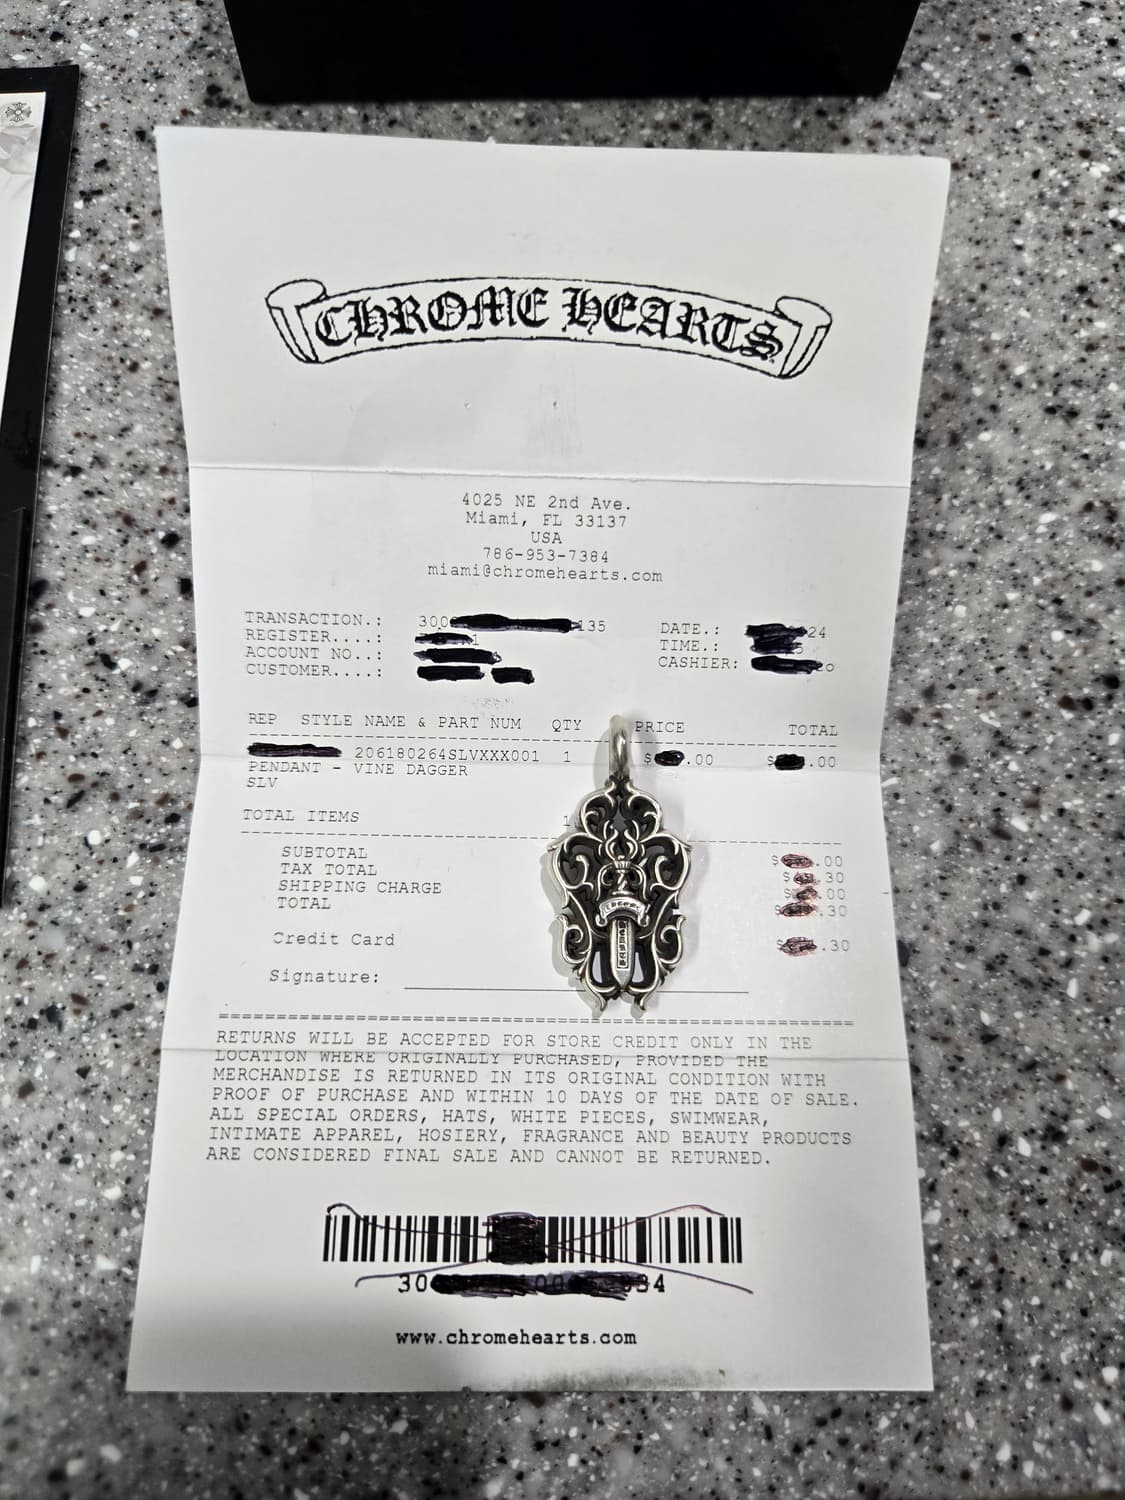 CHROME HEARTS
4025 NE 2nd Ave.
Miami, FL 33137
USA
786-953-7384
miami@chromehearts.com
TRANSACTION.: 300 135
REGISTER....: 1
ACCOUNT NO..:
CUSTOMER....:
DATE.: 24
TIME.:
CASHIER:
REP STYLE NAME & PART NUM QTY PRICE TOTAL
206180264SLVXXX001 1 $ .00 $ .00
PENDANT - VINE DAGGER
SLV
TOTAL ITEMS 1
SUBTOTAL $ .00
TAX TOTAL $ .30
SHIPPING CHARGE $ .00
TOTAL $ .30
Credit Card $ .30
Signature:
RETURNS WILL BE ACCEPTED FOR STORE CREDIT ONLY IN THE
LOCATION WHERE ORIGINALLY PURCHASED, PROVIDED THE
MERCHANDISE IS RETURNED IN ITS ORIGINAL CONDITION WITH
PROOF OF PURCHASE AND WITHIN 10 DAYS OF THE DATE OF SALE.
ALL SPECIAL ORDERS, HATS, WHITE PIECES, SWIMWEAR,
INTIMATE APPAREL, HOSIERY, FRAGRANCE AND BEAUTY PRODUCTS
ARE CONSIDERED FINAL SALE AND CANNOT BE RETURNED.
30 00 34
www.chromehearts.com